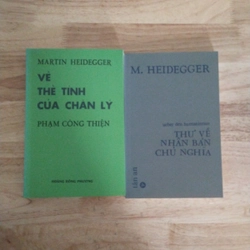 MARTIN HEIDEGGER
VỀ
THỂ TÍNH
CỦA CHÂN LÝ
PHẠM CÔNG THIỆN
M. HEIDEGGER
THƯ VỀ
NHÂN BẢN
CHỦ NGHĨA